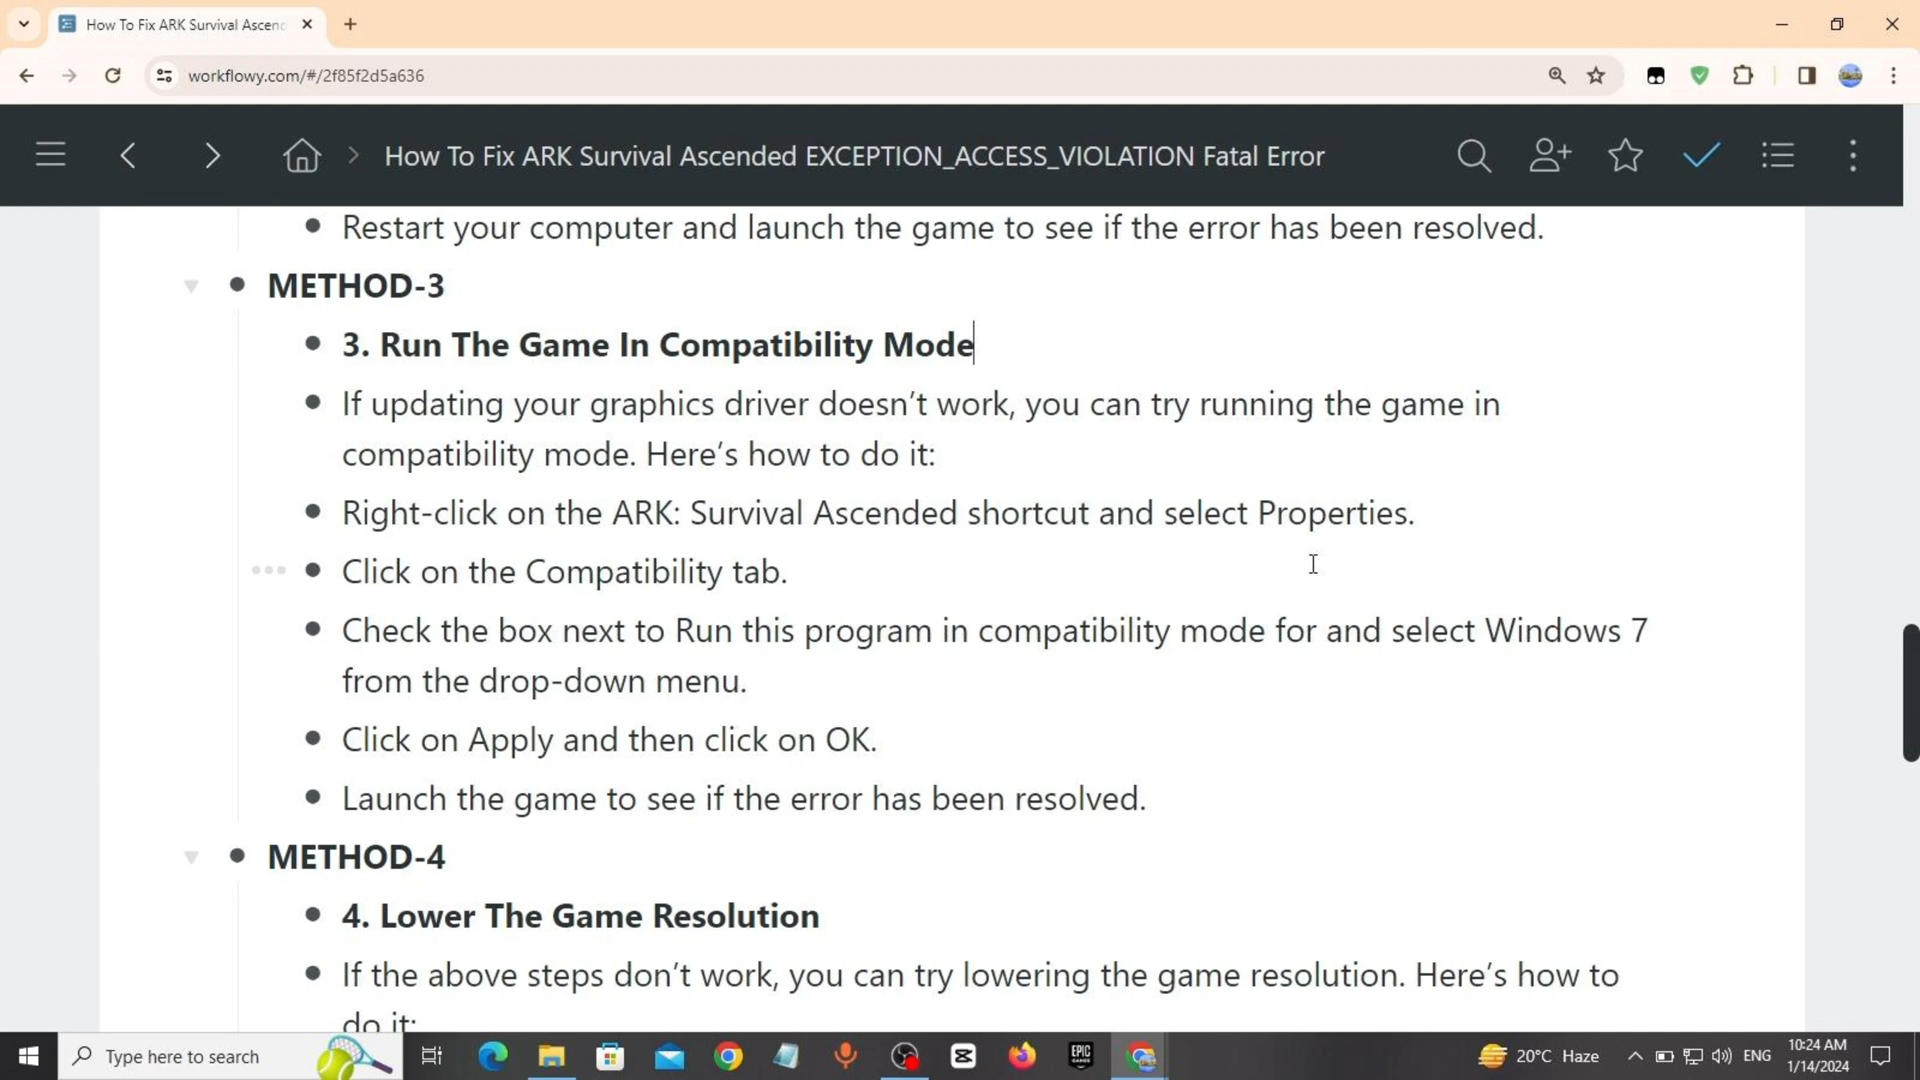 How To Fix ARK Survival Ascend
workflowy.com/#/2f85f2d5a636
How To Fix ARK Survival Ascended EXCEPTION_ACCESS_VIOLATION Fatal Error
Restart your computer and launch the game to see if the error has been resolved.
METHOD-3
3. Run The Game In Compatibility Mode
If updating your graphics driver doesn’t work, you can try running the game in
compatibility mode. Here’s how to do it:
Right-click on the ARK: Survival Ascended shortcut and select Properties.
Click on the Compatibility tab.
Check the box next to Run this program in compatibility mode for and select Windows 7
from the drop-down menu.
Click on Apply and then click on OK.
Launch the game to see if the error has been resolved.
METHOD-4
4. Lower The Game Resolution
If the above steps don’t work, you can try lowering the game resolution. Here’s how to
do it:
Type here to search
EPIC
GAMES
20°C Haze
ENG
10:24 AM
1/14/2024